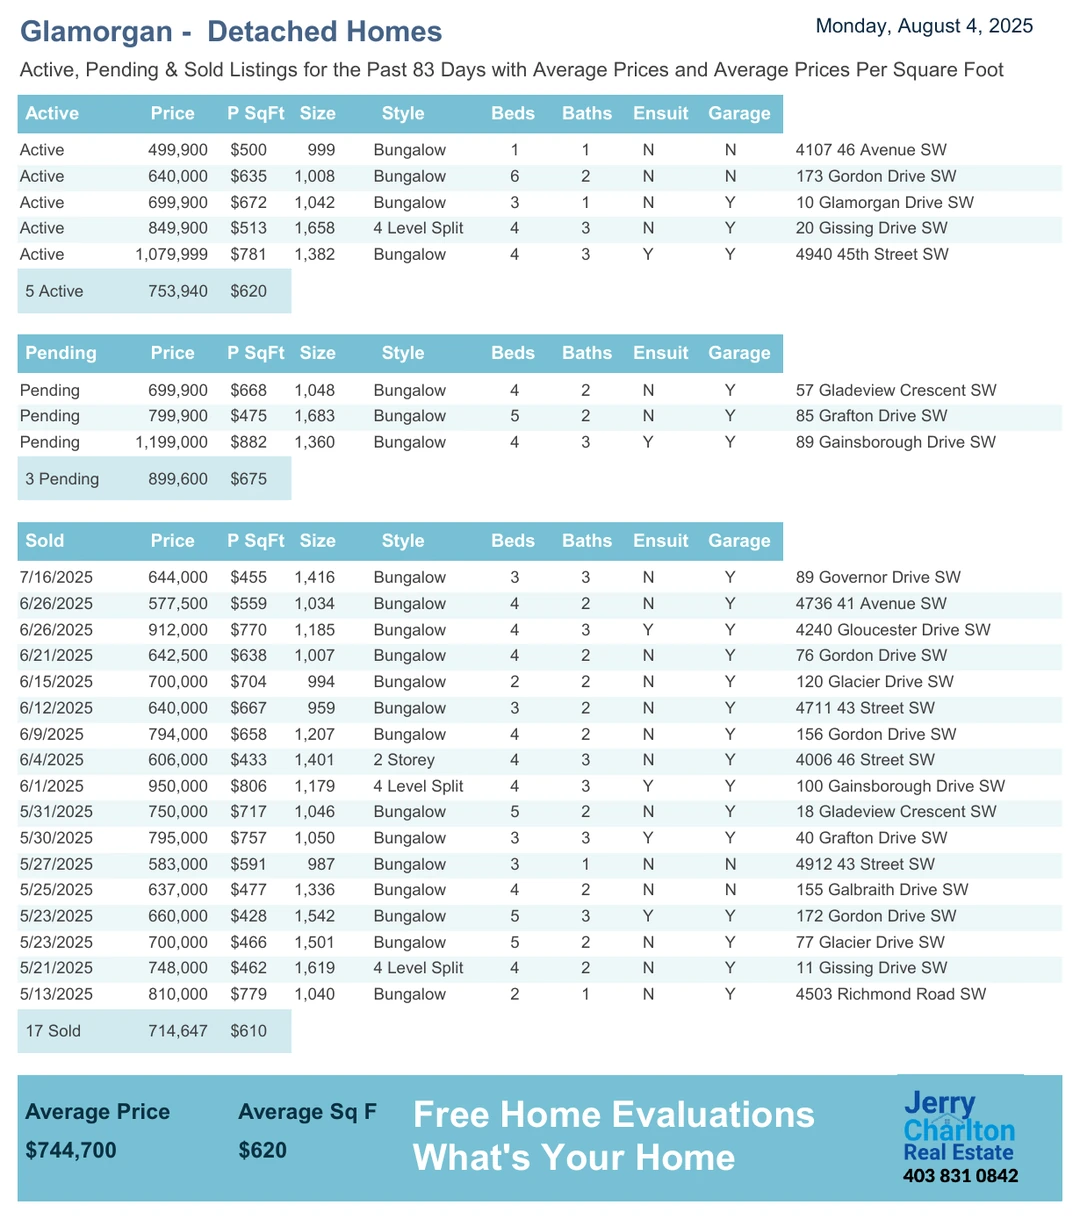 Glamorgan - Detached Homes
Monday, August 4, 2025
Active, Pending & Sold Listings for the Past 83 Days with Average Prices and Average Prices Per Square Foot
Active Price P SqFt Size Style Beds Baths Ensuit Garage
Active 499,900 $500 999 Bungalow 1 1 N N 4107 46 Avenue SW
Active 640,000 $635 1,008 Bungalow 6 2 N N 173 Gordon Drive SW
Active 699,900 $672 1,042 Bungalow 3 1 N Y 10 Glamorgan Drive SW
Active 849,900 $513 1,658 4 Level Split 4 3 N Y 20 Gissing Drive SW
Active 1,079,999 $781 1,382 Bungalow 4 3 Y Y 4940 45th Street SW
5 Active 753,940 $620
Pending Price P SqFt Size Style Beds Baths Ensuit Garage
Pending 699,900 $668 1,048 Bungalow 4 2 N Y 57 Gladeview Crescent SW
Pending 799,900 $475 1,683 Bungalow 5 2 N Y 85 Grafton Drive SW
Pending 1,199,000 $882 1,360 Bungalow 4 3 Y Y 89 Gainsborough Drive SW
3 Pending 899,600 $675
Sold Price P SqFt Size Style Beds Baths Ensuit Garage
7/16/2025 644,000 $455 1,416 Bungalow 3 3 N Y 89 Governor Drive SW
6/26/2025 577,500 $559 1,034 Bungalow 4 2 N Y 4736 41 Avenue SW
6/26/2025 912,000 $770 1,185 Bungalow 4 3 Y Y 4240 Gloucester Drive SW
6/21/2025 642,500 $638 1,007 Bungalow 4 2 N Y 76 Gordon Drive SW
6/15/2025 700,000 $704 994 Bungalow 2 2 N Y 120 Glacier Drive SW
6/12/2025 640,000 $667 959 Bungalow 3 2 N Y 4711 43 Street SW
6/9/2025 794,000 $658 1,207 Bungalow 4 2 N Y 156 Gordon Drive SW
6/4/2025 606,000 $433 1,401 2 Storey 4 3 N Y 4006 46 Street SW
6/1/2025 950,000 $806 1,179 4 Level Split 4 3 Y Y 100 Gainsborough Drive SW
5/31/2025 750,000 $717 1,046 Bungalow 5 2 N Y 18 Gladeview Crescent SW
5/30/2025 795,000 $757 1,050 Bungalow 3 3 Y Y 40 Grafton Drive SW
5/27/2025 583,000 $591 987 Bungalow 3 1 N N 4912 43 Street SW
5/25/2025 637,000 $477 1,336 Bungalow 4 2 N N 155 Galbraith Drive SW
5/23/2025 660,000 $428 1,542 Bungalow 5 3 Y Y 172 Gordon Drive SW
5/23/2025 700,000 $466 1,501 Bungalow 5 2 N Y 77 Glacier Drive SW
5/21/2025 748,000 $462 1,619 4 Level Split 4 2 N Y 11 Gissing Drive SW
5/13/2025 810,000 $779 1,040 Bungalow 2 1 N Y 4503 Richmond Road SW
17 Sold 714,647 $610
Average Price Average Sq F
$744,700 $620
Free Home Evaluations
What's Your Home
Jerry
Charlton
Real Estate
403 831 0842